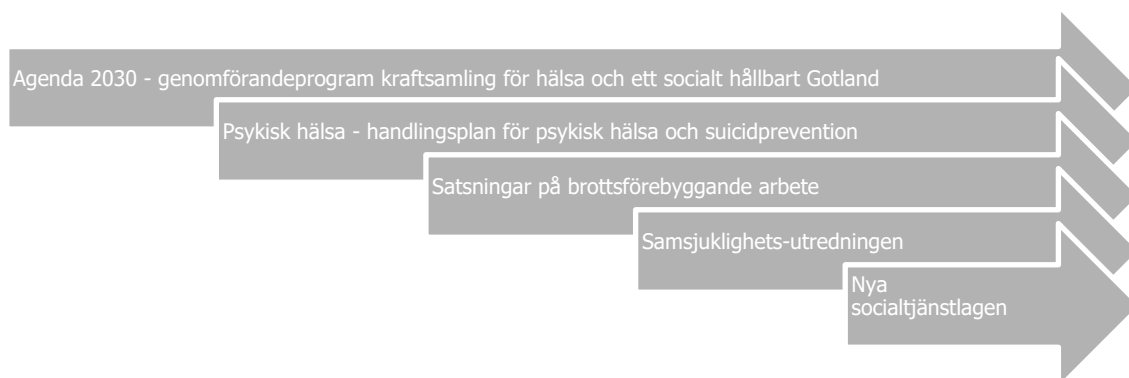 Agenda 2030 - genomförandeprogram kraftsamling för hälsa och ett socialt hållbart Gotland
Psykisk hälsa - handlingsplan för psykisk hälsa och suicidprevention
Satsningar på brottsförebyggande arbete
Samsjuklighets-utredningen
Nya
socialtjänstlagen